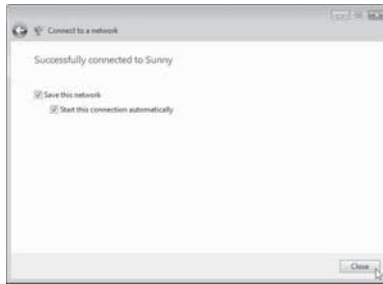 Connect to a network
Successfully connected to Sunny
Save this network
Start this connection automatically
Close